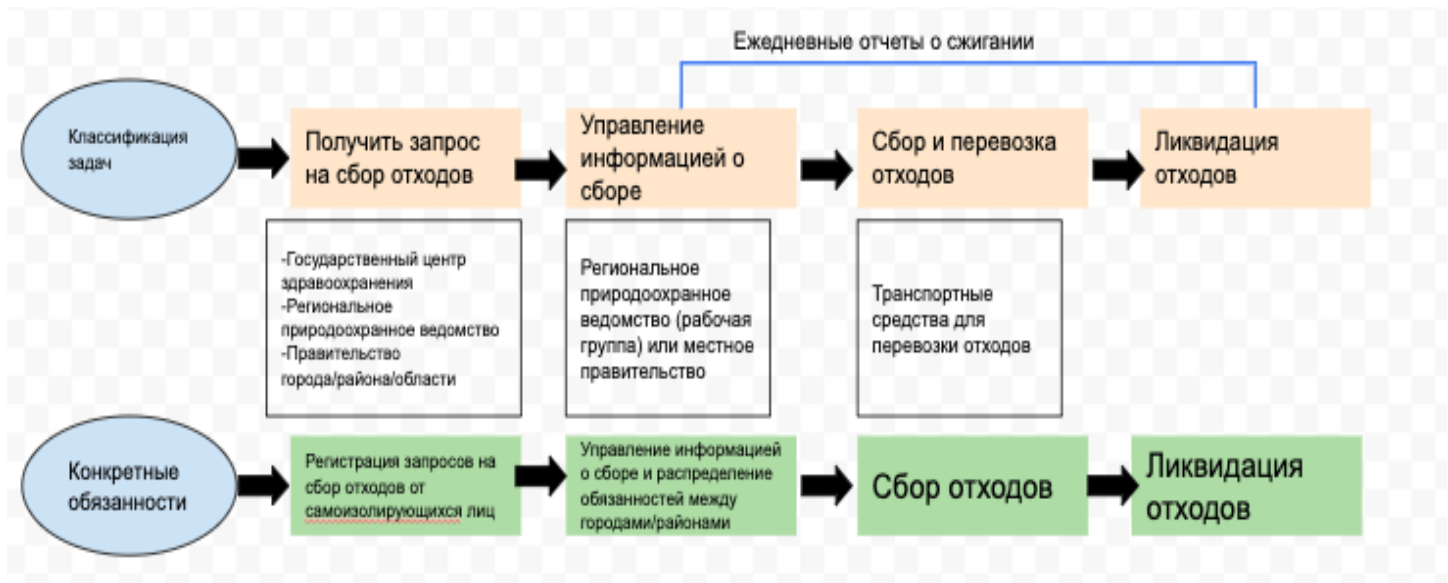 Ежедневные отчеты о сжигании
Классификация
задач
Получить запрос
на сбор отходов
Управление
информацией о
сборе
Сбор и перевозка
отходов
Ликвидация
отходов
-Государственный центр
здравоохранения
-Региональное
природоохранное ведомство
-Правительство
города/района/области
Региональное
природоохранное
ведомство (рабочая
группа) или местное
правительство
Транспортные
средства для
перевозки отходов
Конкретные
обязанности
Регистрация запросов на
сбор отходов от
самоизолирующихся лиц
Управление информацией
о сборе и распределение
обязанностей между
городами/районами
Сбор отходов
Ликвидация
отходов